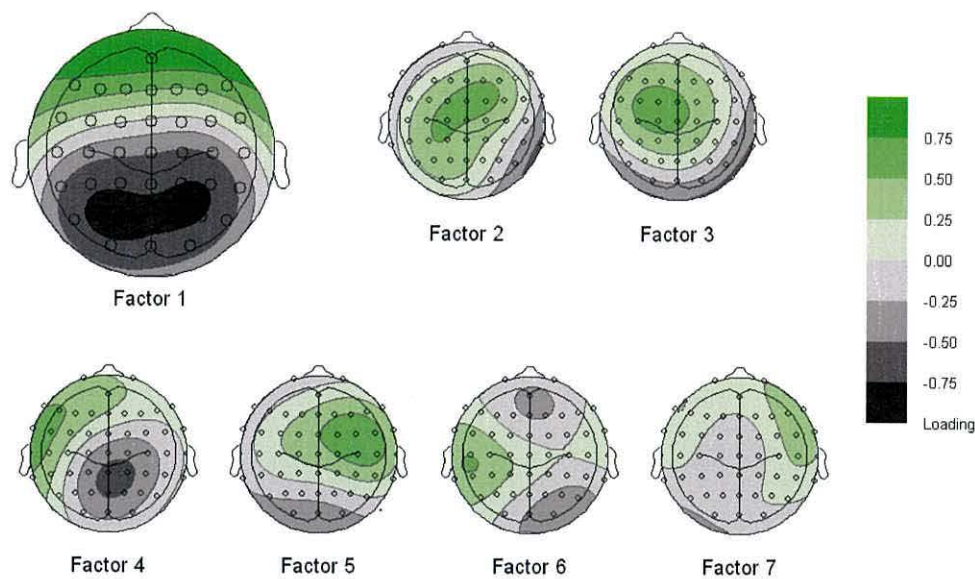 Factor 1
Factor 2
Factor 3
0.75
0.50
0.25
0.00
-0.25
-0.50
-0.75
Loading
Factor 4
Factor 5
Factor 6
Factor 7